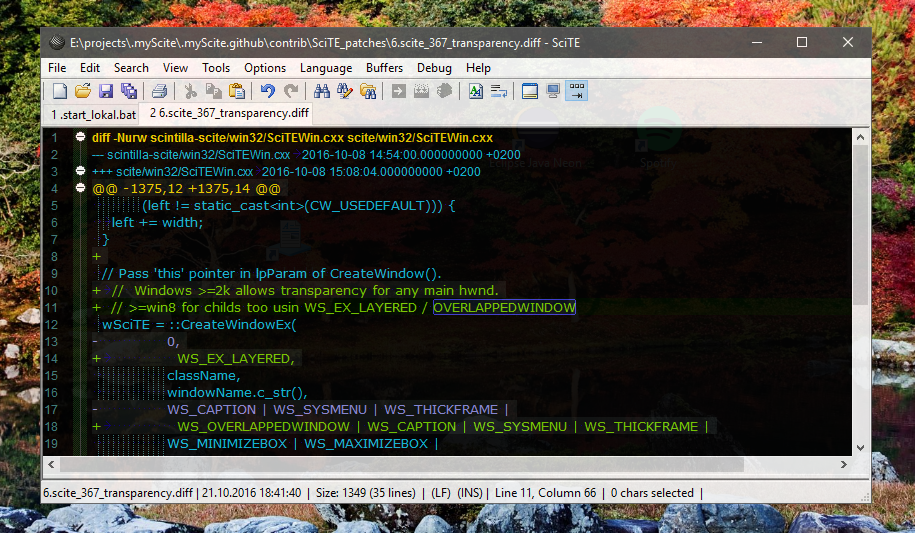 E:\projects\.myScite\.myScite.github\contrib\SciTE_patches\6.scite_367_transparency.diff - SciTE
File Edit Search View Tools Options Language Buffers Debug Help
1 .start_lokal.bat 2 6.scite_367_transparency.diff
1 diff -Nurw scintilla-scite/win32/SciTEWin.cxx scite/win32/SciTEWin.cxx
2 --- scintilla-scite/win32/SciTEWin.cxx 2016-10-08 14:54:00.000000000 +0200
3 +++ scite/win32/SciTEWin.cxx 2016-10-08 15:08:04.000000000 +0200
4 @@ -1375,12 +1375,14 @@
5 (left != static_cast<int>(CW_USEDEFAULT))) {
6 left += width;
7 }
8 +
9 // Pass 'this' pointer in lpParam of CreateWindow().
10 + // Windows >=2k allows transparency for any main hwnd.
11 + // >=win8 for childs too usin WS_EX_LAYERED / OVERLAPPEDWINDOW
12 wSciTE = ::CreateWindowEx(
13 - 0,
14 + WS_EX_LAYERED,
15 className,
16 windowName.c_str(),
17 - WS_CAPTION | WS_SYSMENU | WS_THICKFRAME |
18 + WS_OVERLAPPEDWINDOW | WS_CAPTION | WS_SYSMENU | WS_THICKFRAME |
19 WS_MINIMIZEBOX | WS_MAXIMIZEBOX |
6.scite_367_transparency.diff | 21.10.2016 18:41:40 | Size: 1349 (35 lines) | (LF) (INS) | Line 11, Column 66 | 0 chars selected |